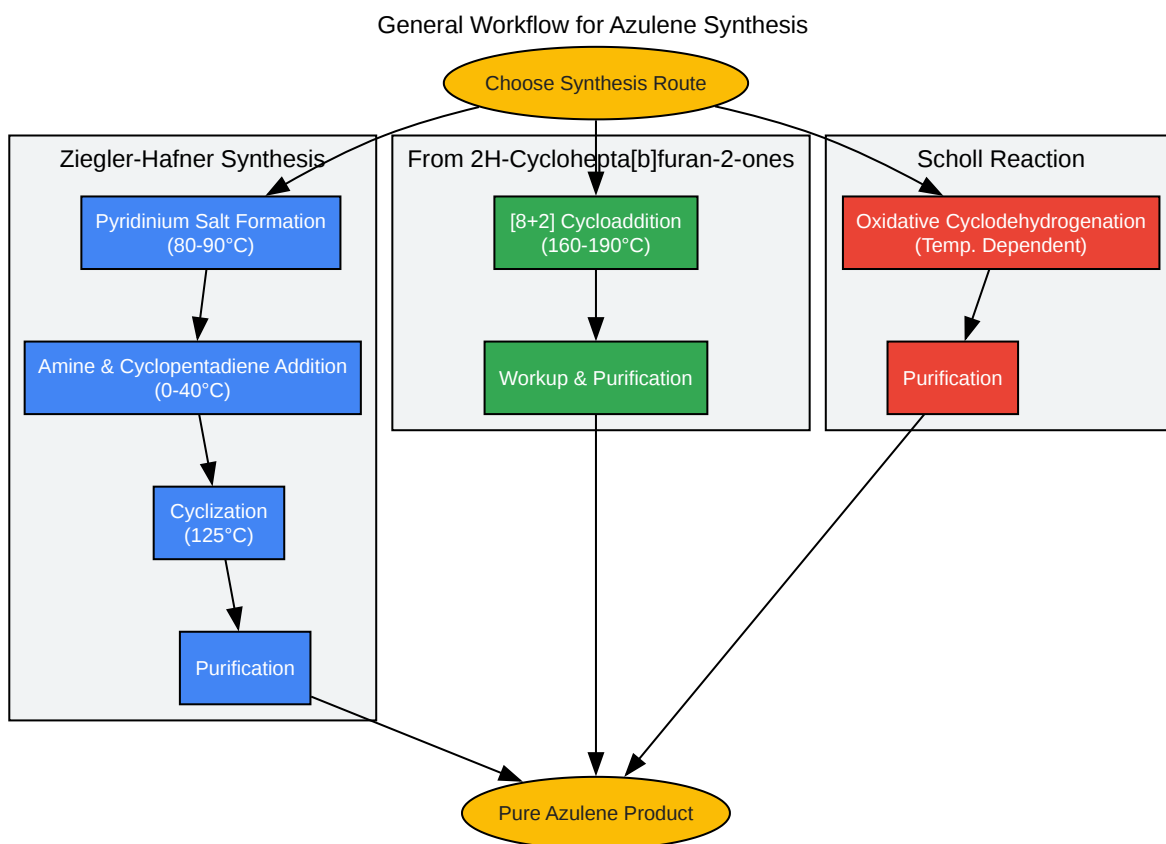 General Workflow for Azulene Synthesis
Choose Synthesis Route
Ziegler-Hafner Synthesis
Pyridinium Salt Formation
(80-90°C)
Amine & Cyclopentadiene Addition
(0-40°C)
Cyclization
(125°C)
Purification
From 2H-Cyclohepta[b]furan-2-ones
[8+2] Cycloaddition
(160-190°C)
Workup & Purification
Scholl Reaction
Oxidative Cyclodehydrogenation
(Temp. Dependent)
Purification
Pure Azulene Product